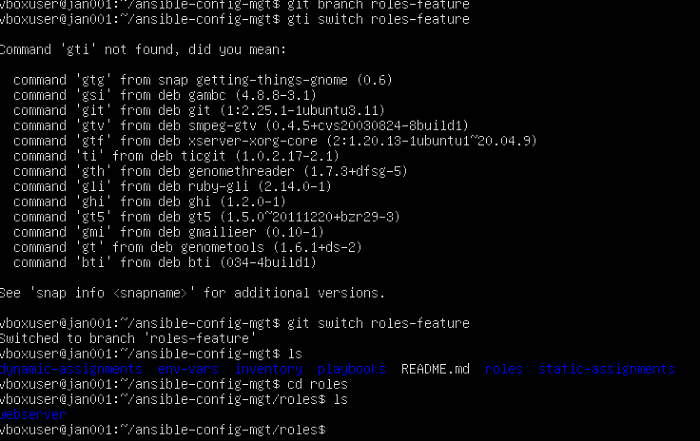 vboxuser@jan001:~/ansible-config-mgt$ git branch roles-feature
vboxuser@jan001:~/ansible-config-mgt$ gti switch roles-feature
Command 'gti' not found, did you mean:
command 'gtg' from snap getting-things-gnome (0.6)
command 'gsi' from deb gambc (4.8.8-3.1)
command 'git' from deb git (1:2.25.1-1ubuntu3.11)
command 'gtv' from deb smpeg-gtv (0.4.5+cvs20030824-8build1)
command 'gtf' from deb xserver-xorg-core (2:1.20.13-1ubuntu1~20.04.9)
command 'ti' from deb ticgit (1.0.2.17-2.1)
command 'gth' from deb genomethreader (1.7.3+dfsg-5)
command 'gli' from deb ruby-gli (2.14.0-1)
command 'ghi' from deb ghi (1.2.0-1)
command 'gt5' from deb gt5 (1.5.0~20111220+bzr29-3)
command 'gmi' from deb gmailieer (0.10-1)
command 'gt' from deb genometools (1.6.1+ds-2)
command 'bti' from deb bti (034-4build1)
See 'snap info <snapname>' for additional versions.
vboxuser@jan001:~/ansible-config-mgt$ git switch roles-feature
Switched to branch 'roles-feature'
vboxuser@jan001:~/ansible-config-mgt$ ls
dynamic-assignments env-vars inventory playbooks README.md roles static-assignments
vboxuser@jan001:~/ansible-config-mgt$ cd roles
vboxuser@jan001:~/ansible-config-mgt/roles$ ls
webserver
vboxuser@jan001:~/ansible-config-mgt/roles$